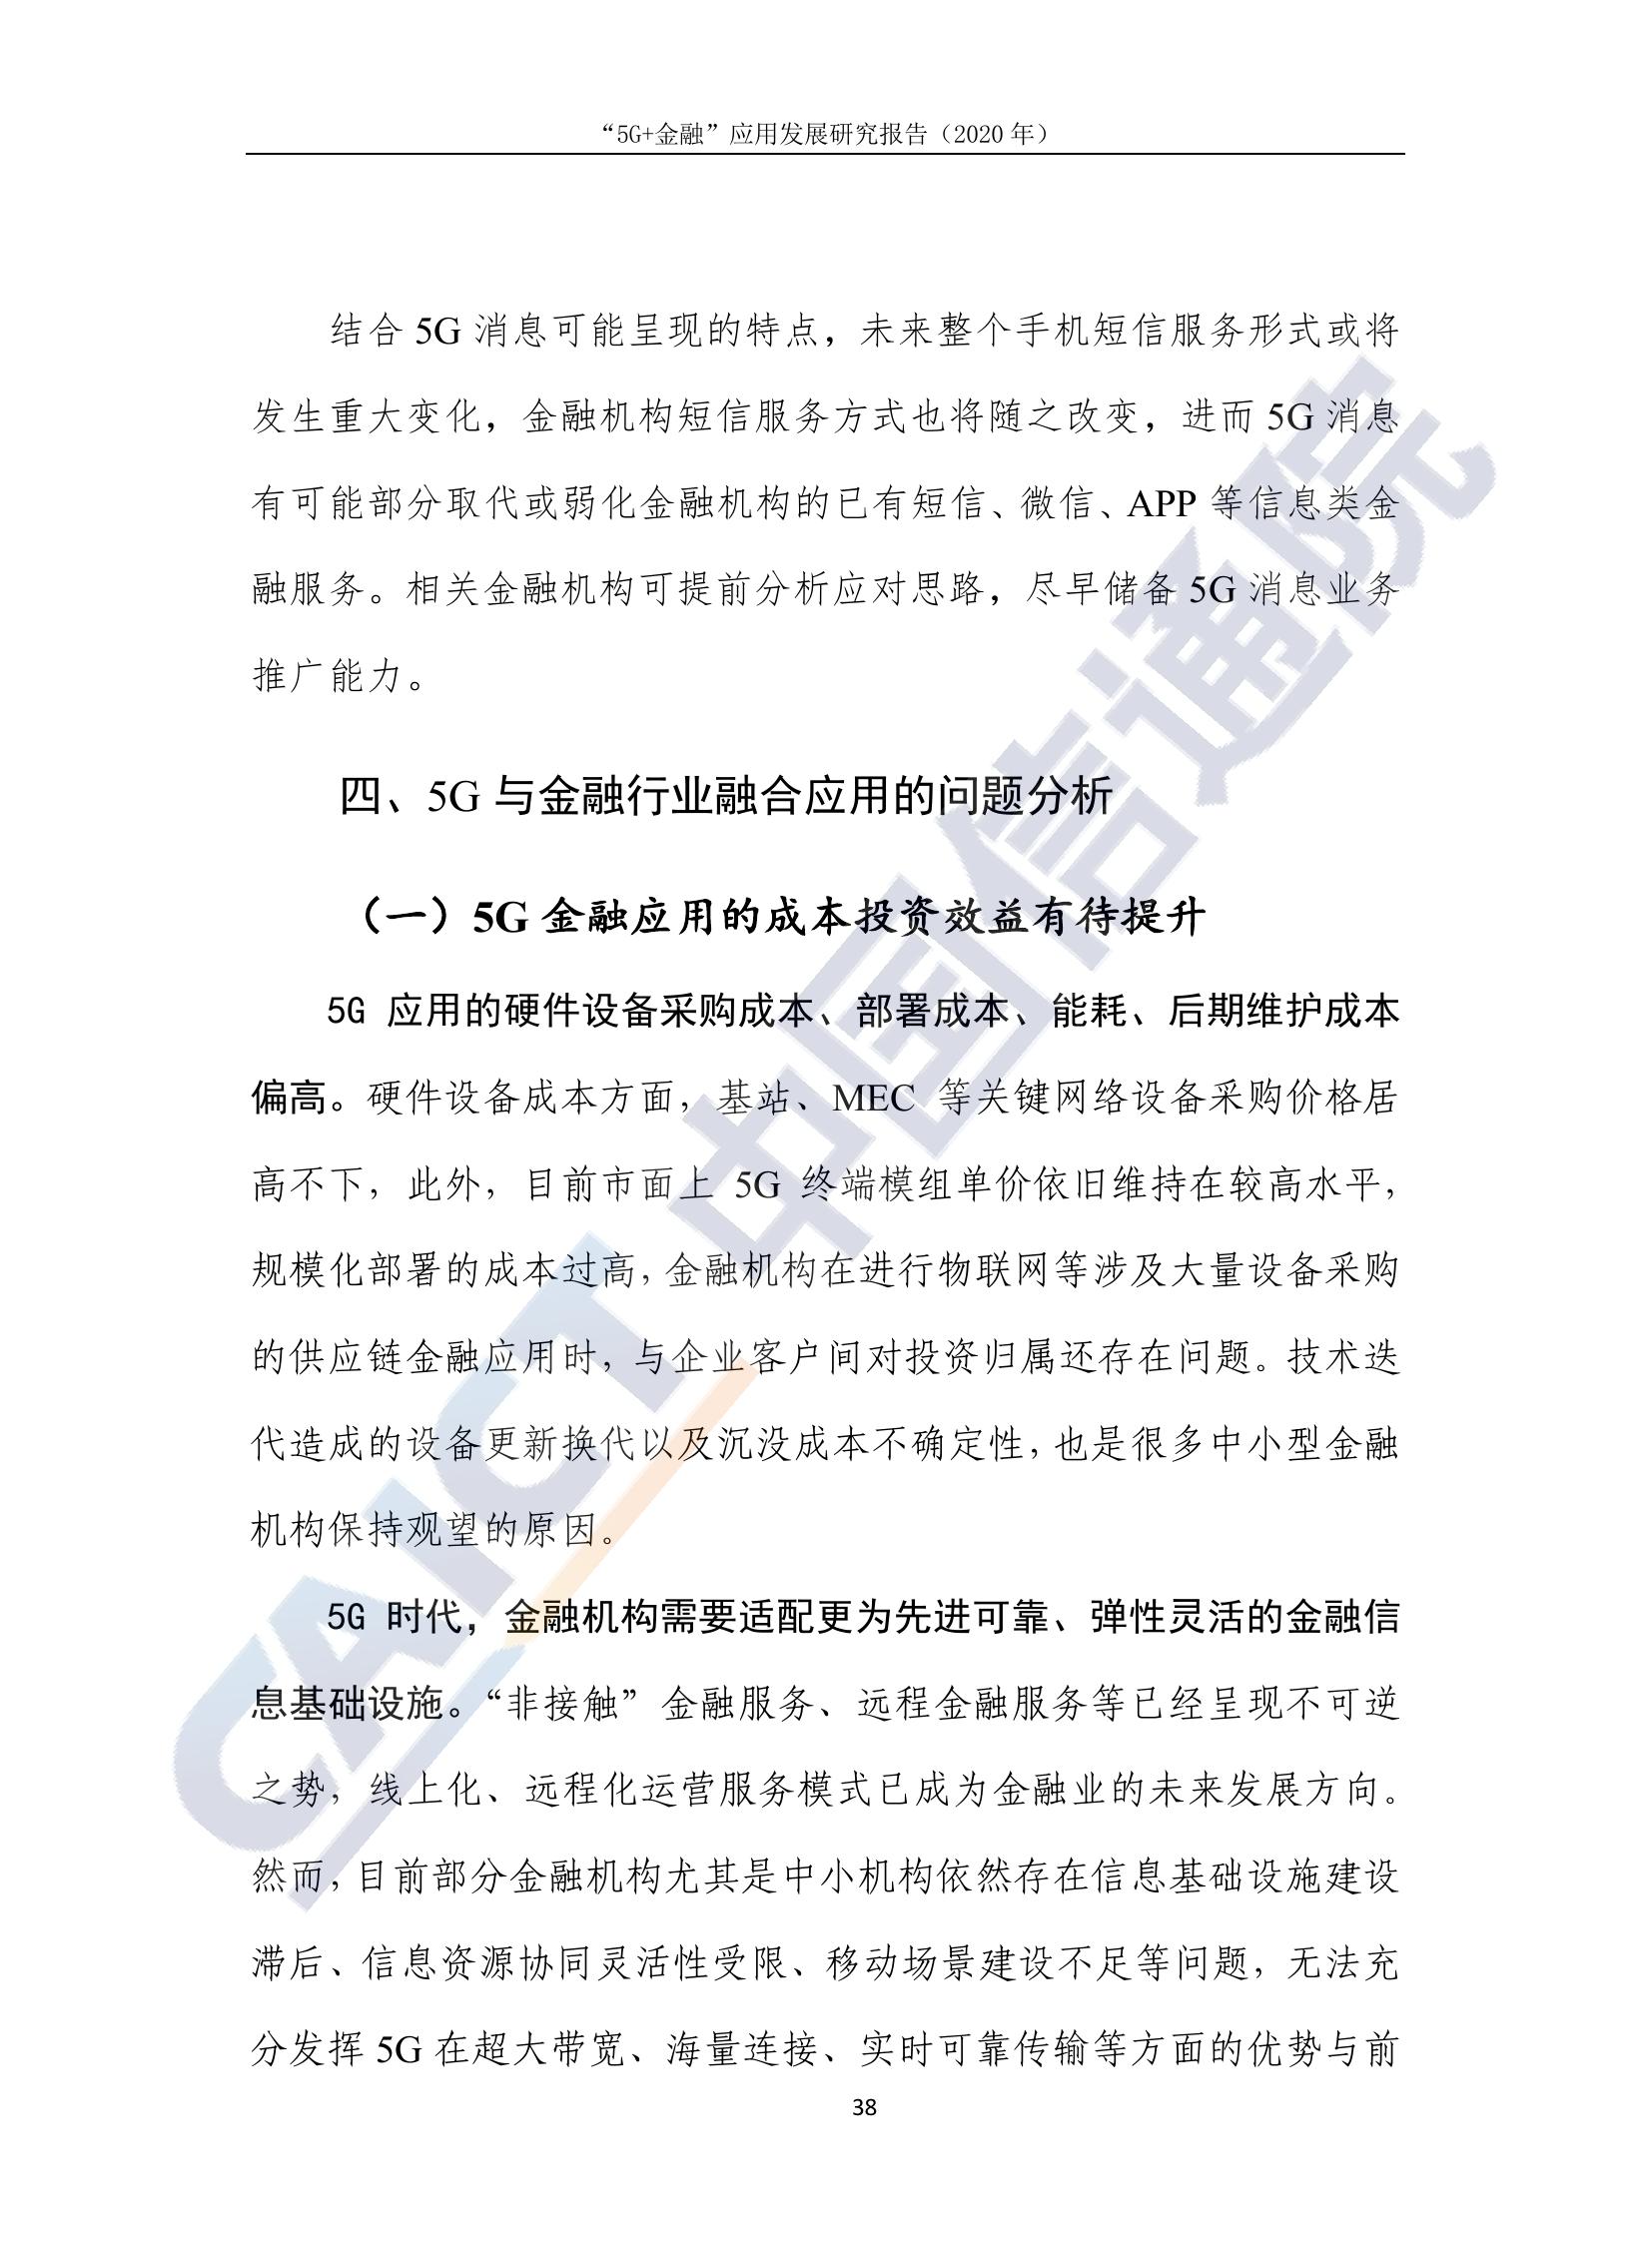 “5G+金融”应用发展研究报告（2020 年）
结合 5G 消息可能呈现的特点，未来整个手机短信服务形式或将
发生重大变化，金融机构短信服务方式也将随之改变，进而 5G 消息
有可能部分取代或弱化金融机构的已有短信、微信、APP 等信息类金
融服务。相关金融机构可提前分析应对思路，尽早储备 5G 消息业务
推广能力。
四、5G 与金融行业融合应用的问题分析
（一）5G 金融应用的成本投资效益有待提升
5G 应用的硬件设备采购成本、部署成本、能耗、后期维护成本
偏高。硬件设备成本方面，基站、MEC 等关键网络设备采购价格居
高不下，此外，目前市面上 5G 终端模组单价依旧维持在较高水平，
规模化部署的成本过高，金融机构在进行物联网等涉及大量设备采购
的供应链金融应用时，与企业客户间对投资归属还存在问题。技术迭
代造成的设备更新换代以及沉没成本不确定性，也是很多中小型金融
机构保持观望的原因。
5G 时代，金融机构需要适配更为先进可靠、弹性灵活的金融信
息基础设施。“非接触”金融服务、远程金融服务等已经呈现不可逆
之势，线上化、远程化运营服务模式已成为金融业的未来发展方向。
然而，目前部分金融机构尤其是中小机构依然存在信息基础设施建设
滞后、信息资源协同灵活性受限、移动场景建设不足等问题，无法充
分发挥 5G 在超大带宽、海量连接、实时可靠传输等方面的优势与前
38
CAICT 中国信通院